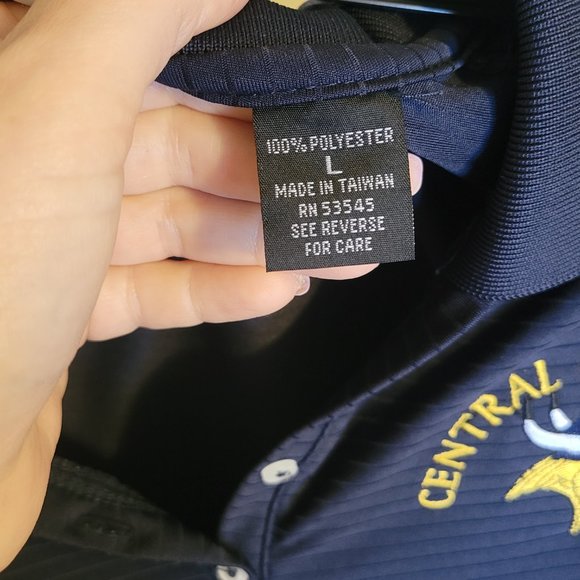 100% POLYESTER
L
MADE IN TAIWAN
RN 53545
SEE REVERSE
FOR CARE
CENTRAL